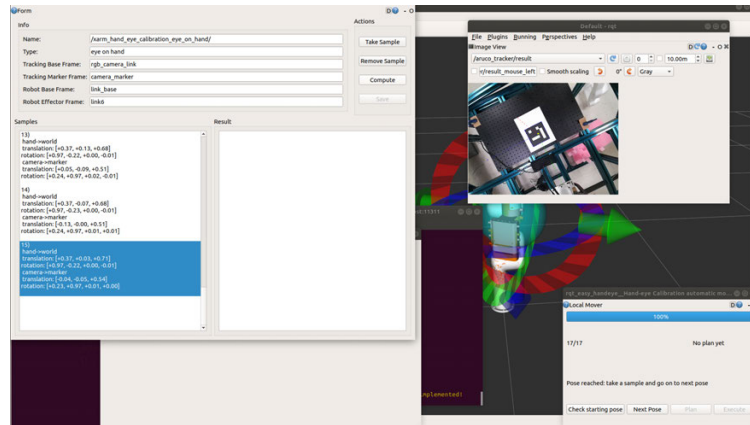 Form
Info
Name: /xarm_hand_eye_calibration_eye_on_hand/
Type: eye on hand
Tracking Base Frame: rgb_camera_link
Tracking Marker Frame: camera_marker
Robot Base Frame: link_base
Robot Effector Frame: link6
Actions
Take Sample
Remove Sample
Compute
Save
Samples
13)
hand->world
translation: [+0.37, +0.13, +0.68]
rotation: [+0.97, -0.22, +0.00, -0.01]
camera->marker
translation: [+0.05, -0.09, +0.51]
rotation: [+0.24, +0.97, +0.02, -0.01]
14)
hand->world
translation: [+0.37, -0.07, +0.68]
rotation: [+0.97, -0.23, +0.00, -0.01]
camera->marker
translation: [-0.13, -0.00, +0.51]
rotation: [+0.24, +0.97, +0.01, +0.01]
15)
hand->world
translation: [+0.37, +0.03, +0.71]
rotation: [+0.97, -0.22, +0.00, -0.01]
camera->marker
translation: [-0.04, -0.05, +0.54]
rotation: [+0.23, +0.97, +0.01, +0.00]
Result
Default - rqt
File Plugins Running Perspectives Help
Image View
/aruco_tracker/result 0 10.00m
r/result_mouse_left Smooth scaling 0° Gray
:11311
mplemented!
rqt_easy_handeye__Hand-eye Calibration automatic mo...
Local Mover
100%
17/17 No plan yet
Pose reached: take a sample and go on to next pose
Check starting pose Next Pose Plan Execute